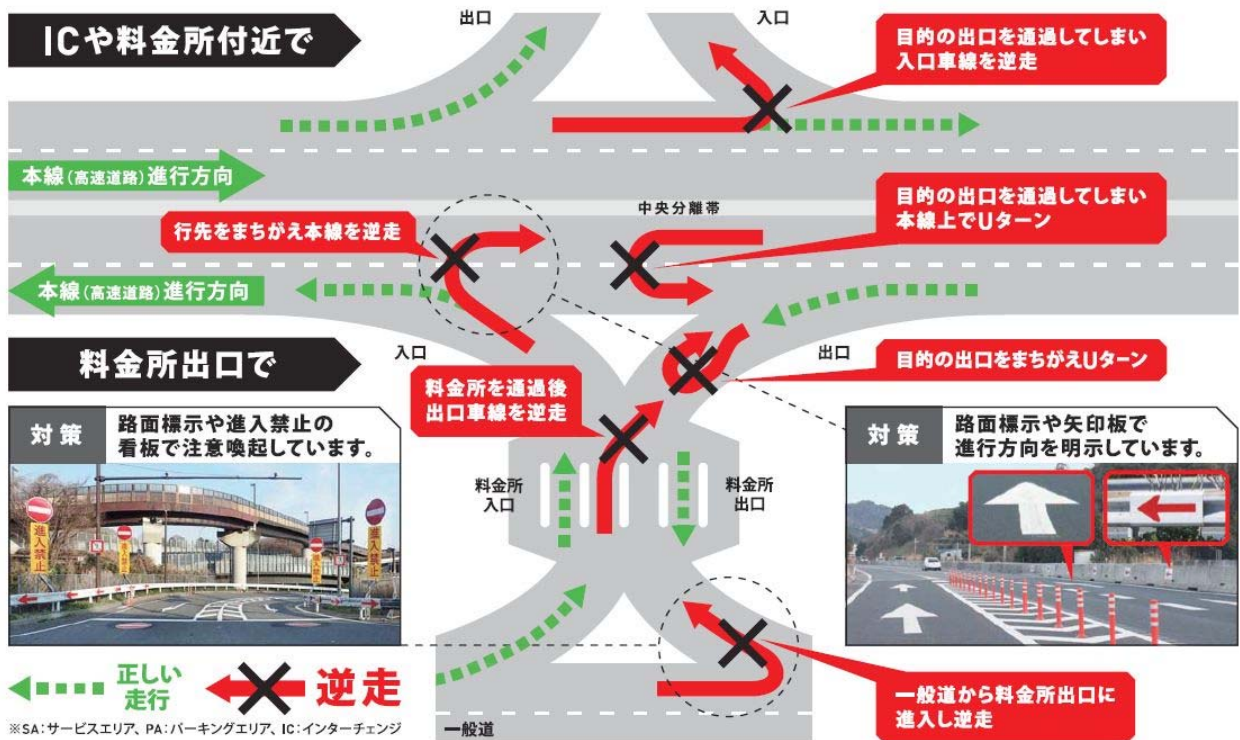 ICや料金所付近で
出口
入口
目的の出口を通過してしまい
入口車線を逆走
本線(高速道路)進行方向
中央分離帯
目的の出口を通過してしまい
本線上でUターン
行先をまちがえ本線を逆走
本線(高速道路)進行方向
料金所出口で
入口
出口
目的の出口をまちがえUターン
料金所を通過後
出口車線を逆走
対策
路面標示や進入禁止の
看板で注意喚起しています。
進入禁止
進入禁止
進入禁止
進入禁止
料金所
入口
料金所
出口
対策
路面標示や矢印板で
進行方向を明示しています。
正しい
走行
逆走
一般道から料金所出口に
進入し逆走
※SA:サービスエリア、PA:パーキングエリア、IC:インターチェンジ
一般道